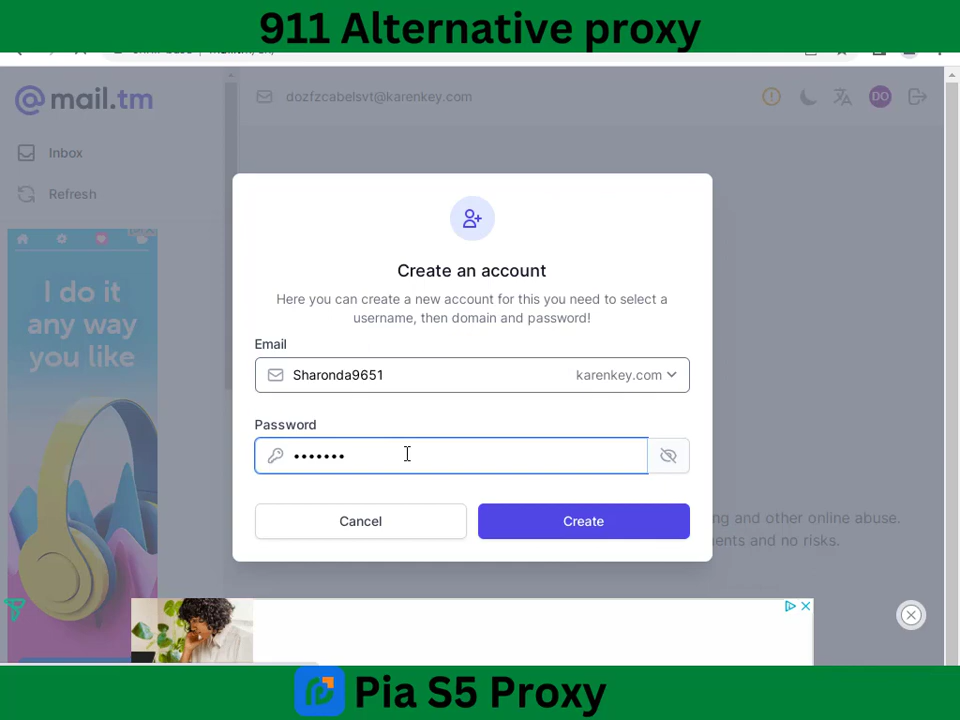 911 Alternative proxy
mail.tm
dozfzcabelsvt@karenkey.com
DO
Inbox
Refresh
I do it
any way
you like
Create an account
Here you can create a new account for this you need to select a
username, then domain and password!
Email
Sharonda9651
karenkey.com
Password
•••••••
Cancel
Create
ng and other online abuse.
ents and no risks.
Pia S5 Proxy